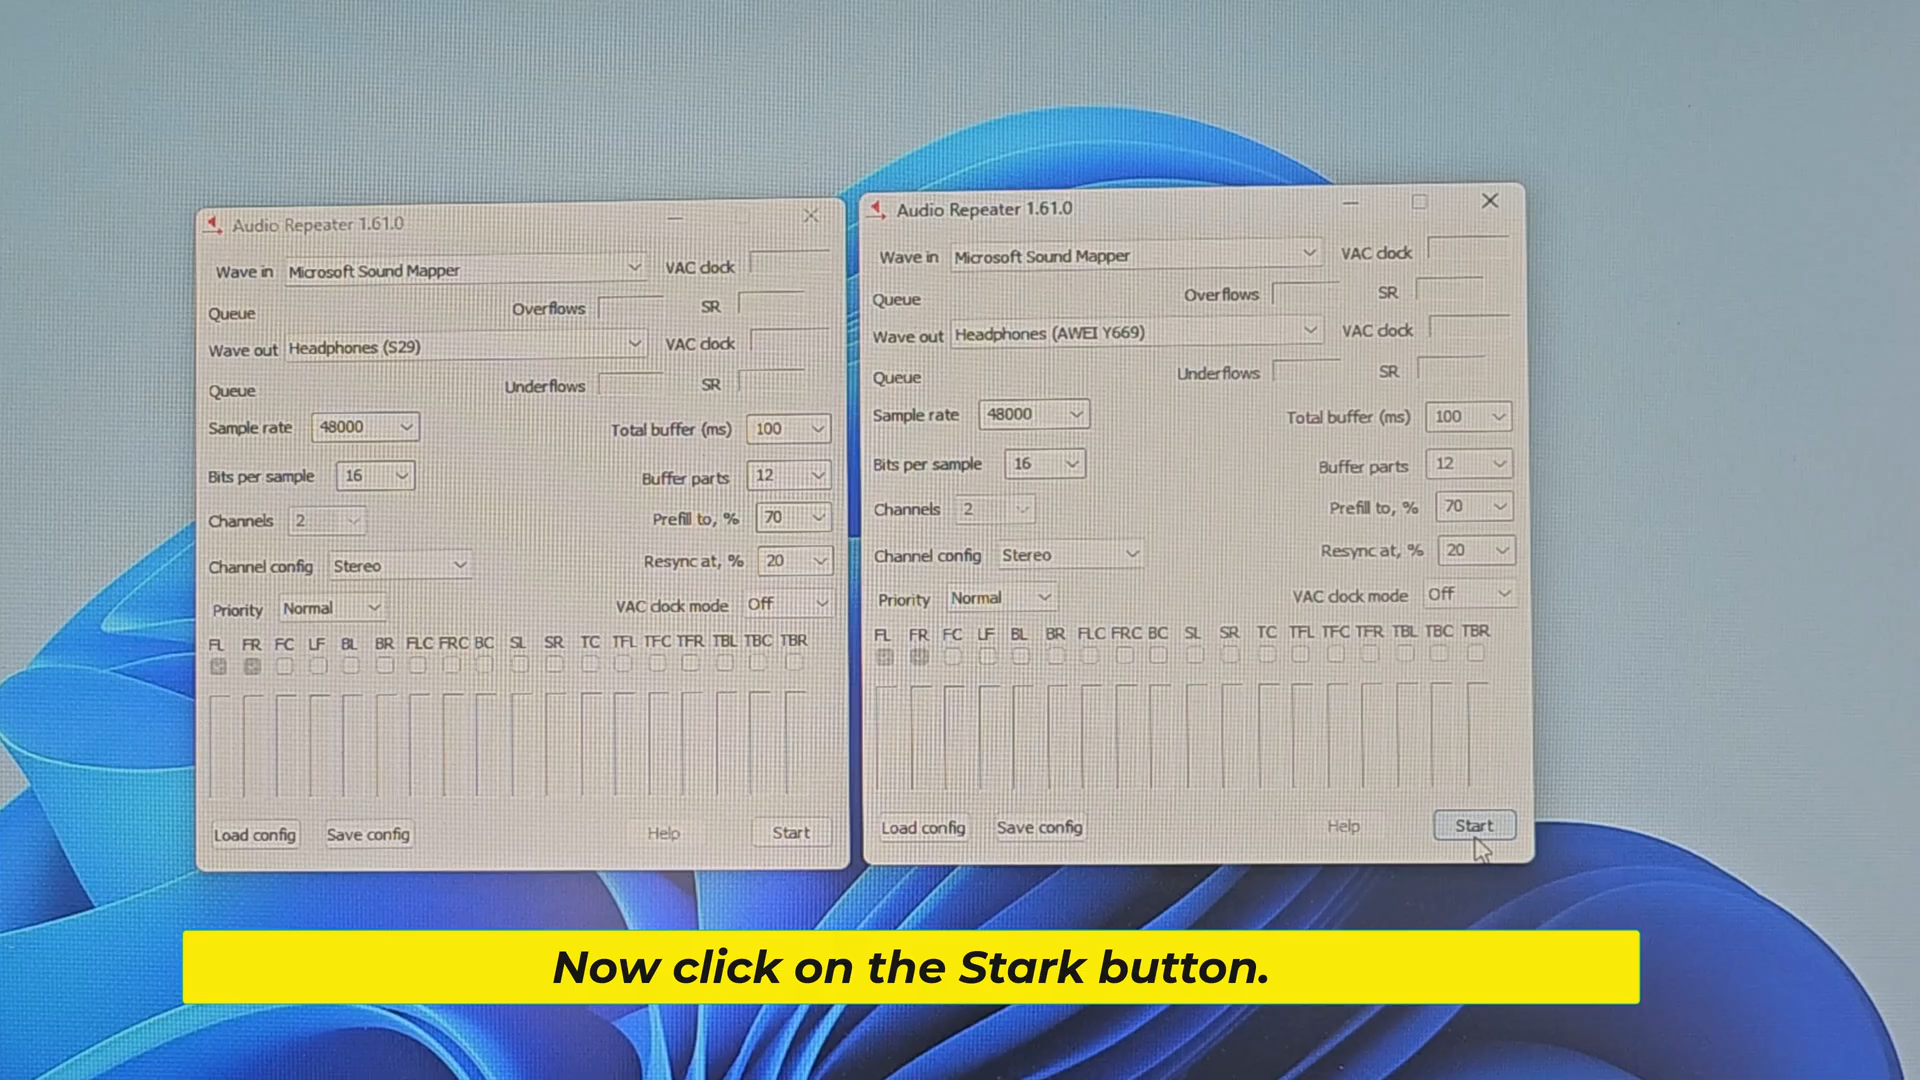 Audio Repeater 1.61.0
Wave in Microsoft Sound Mapper VAC clock
Queue Overflows SR
Wave out Headphones (S29) VAC clock
Queue Underflows SR
Sample rate 48000 Total buffer (ms) 100
Bits per sample 16 Buffer parts 12
Channels 2 Prefill to, % 70
Channel config Stereo Resync at, % 20
Priority Normal VAC clock mode Off
FL FR FC LF BL BR FLC FRC BC SL SR TC TFL TFC TFR TBL TBC TBR
Load config Save config Help Start
Audio Repeater 1.61.0
Wave in Microsoft Sound Mapper VAC clock
Queue Overflows SR
Wave out Headphones (AWEI Y669) VAC clock
Queue Underflows SR
Sample rate 48000 Total buffer (ms) 100
Bits per sample 16 Buffer parts 12
Channels 2 Prefill to, % 70
Channel config Stereo Resync at, % 20
Priority Normal VAC clock mode Off
FL FR FC LF BL BR FLC FRC BC SL SR TC TFL TFC TFR TBL TBC TBR
Load config Save config Help Start
Now click on the Stark button.